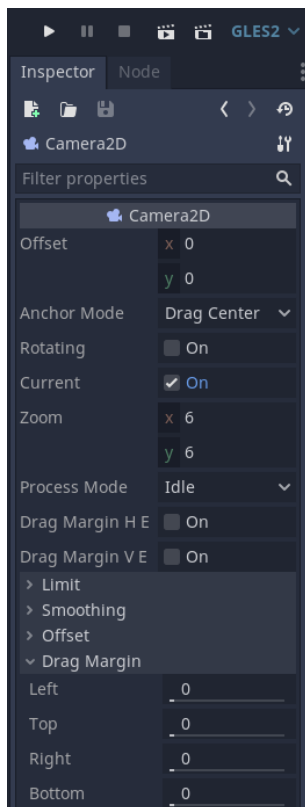 GLES2
Inspector Node
Camera2D
Filter properties
Camera2D
Offset x 0
y 0
Anchor Mode Drag Center
Rotating On
Current On
Zoom x 6
y 6
Process Mode Idle
Drag Margin H E On
Drag Margin V E On
Limit
Smoothing
Offset
Drag Margin
Left 0
Top 0
Right 0
Bottom 0